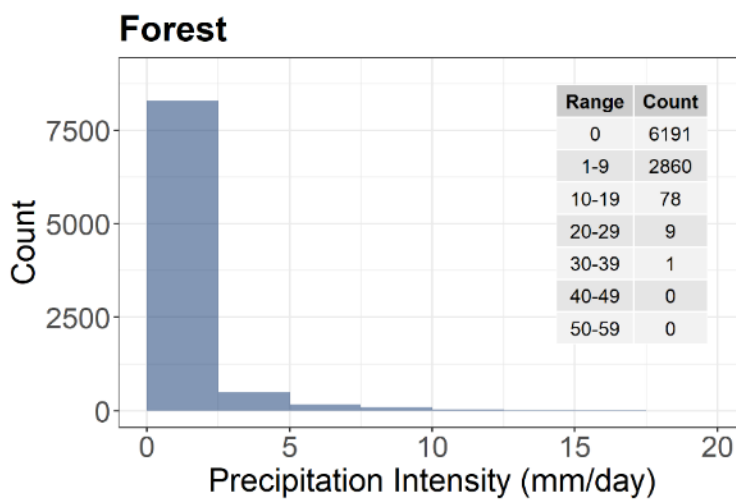 Forest
Count
7500
5000
2500
0
0 5 10 15 20
Precipitation Intensity (mm/day)
Range Count
0 6191
1-9 2860
10-19 78
20-29 9
30-39 1
40-49 0
50-59 0